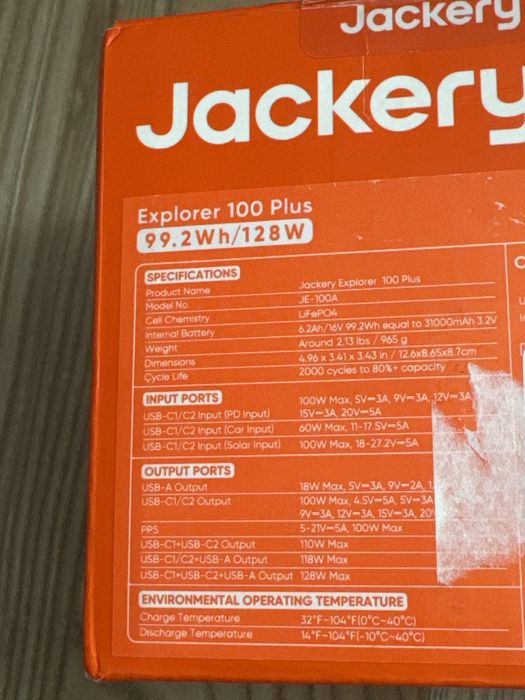 Jackery
Jackery
Explorer 100 Plus
99.2Wh/128W
SPECIFICATIONS
Product Name Jackery Explorer 100 Plus
Model No. JE-100A
Cell Chemistry LiFePO4
Internal Battery 6.2Ah/16V 99.2Wh equal to 31000mAh 3.2V
Weight Around 2.13 lbs / 965 g
Dimensions 4.96 x 3.41 x 3.43 in / 12.6x8.65x8.7cm
Cycle Life 2000 cycles to 80%+ capacity
INPUT PORTS
USB-C1/C2 Input (PD Input) 100W Max, 5V⎓3A, 9V⎓3A, 12V⎓3A
15V⎓3A, 20V⎓5A
USB-C1/C2 Input (Car Input) 60W Max, 11-17.5V⎓5A
USB-C1/C2 Input (Solar Input) 100W Max, 18-27.2V⎓5A
OUTPUT PORTS
USB-A Output 18W Max, 5V⎓3A, 9V⎓2A,
USB-C1/C2 Output 100W Max, 4.5V⎓5A, 5V⎓3A
9V⎓3A, 12V⎓3A, 15V⎓3A,
PPS 5-21V⎓5A, 100W Max
USB-C1+USB-C2 Output 110W Max
USB-C1/C2+USB-A Output 118W Max
USB-C1+USB-C2+USB-A Output 128W Max
ENVIRONMENTAL OPERATING TEMPERATURE
Charge Temperature 32°F~104°F(0°C~40°C)
Discharge Temperature 14°F~104°F(-10°C~40°C)